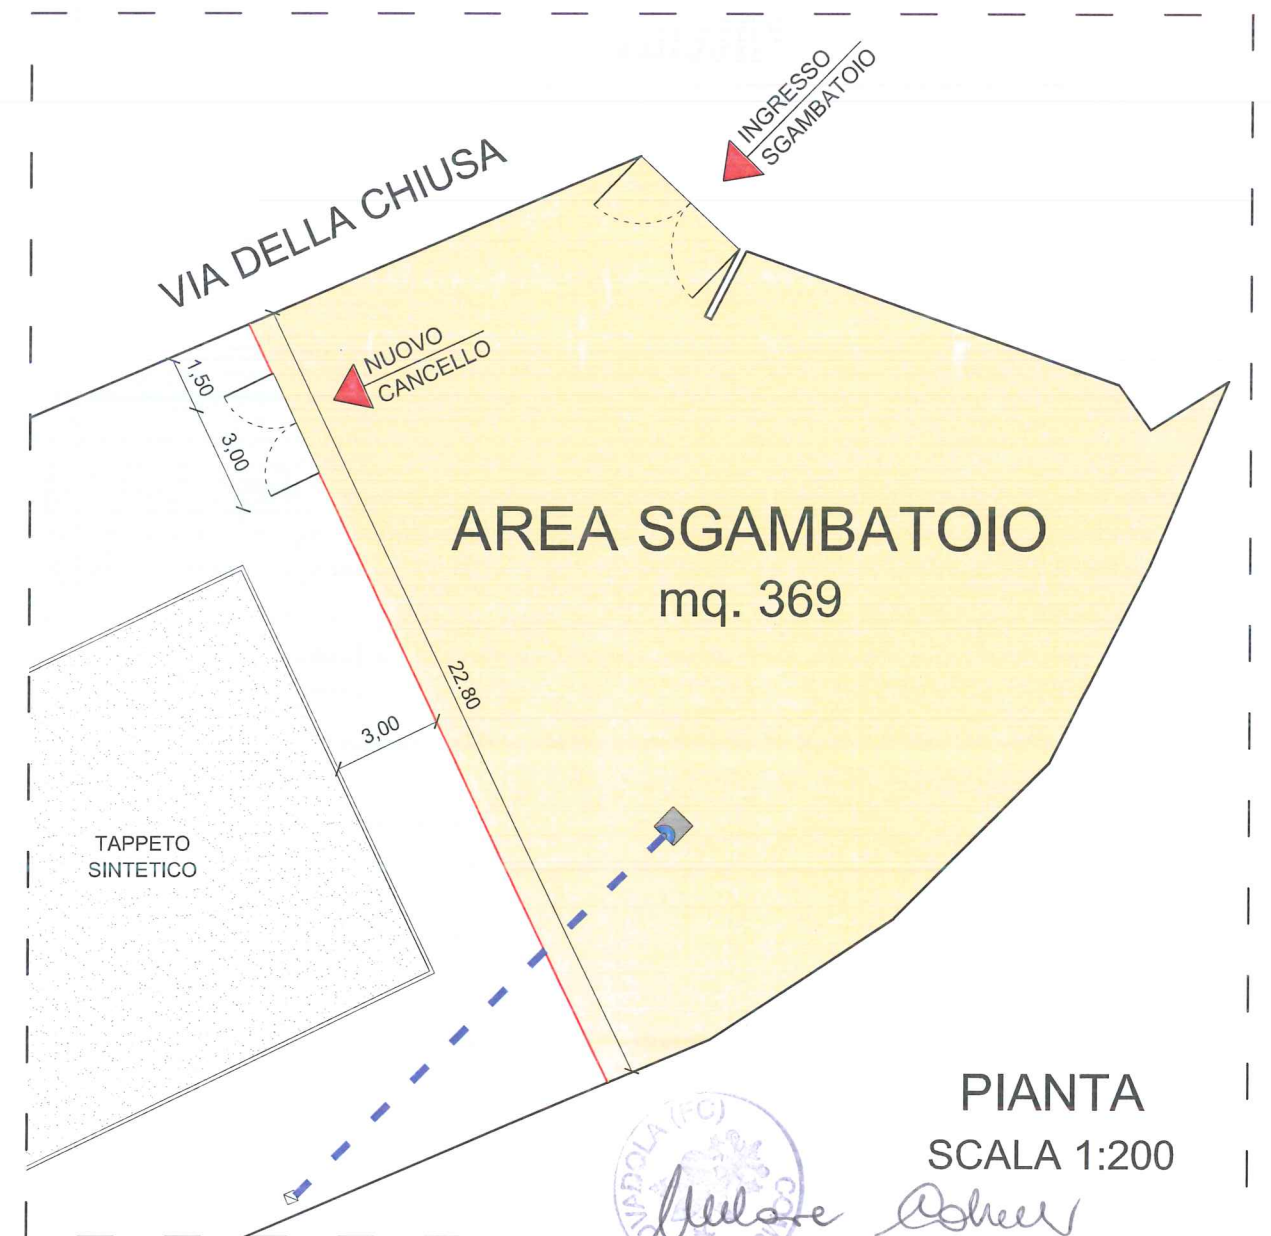 INGRESSO
SGAMBATOIO
VIA DELLA CHIUSA
NUOVO
CANCELLO
1,50
3,00
AREA SGAMBATOIO
mq. 369
22.80
3,00
TAPPETO
SINTETICO
PIANTA
SCALA 1:200
(FC)